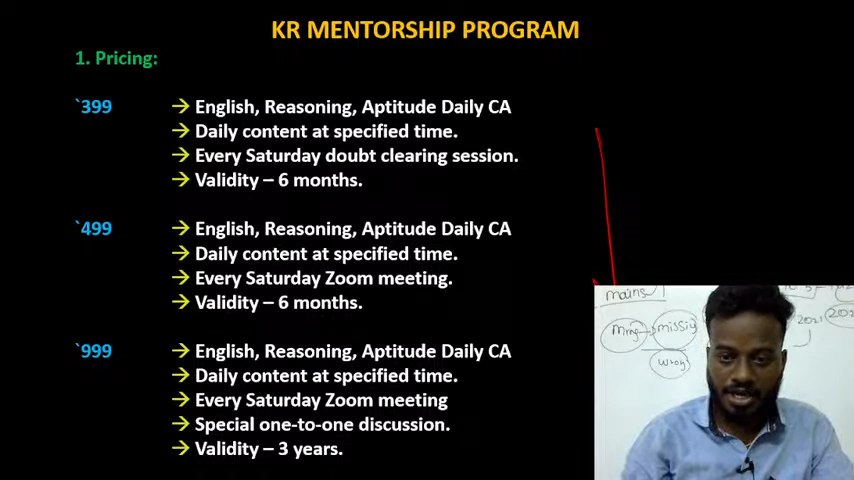 KR MENTORSHIP PROGRAM
1. Pricing:
`399 → English, Reasoning, Aptitude Daily CA
→ Daily content at specified time.
→ Every Saturday doubt clearing session.
→ Validity – 6 months.
`499 → English, Reasoning, Aptitude Daily CA
→ Daily content at specified time.
→ Every Saturday Zoom meeting.
→ Validity – 6 months.
`999 → English, Reasoning, Aptitude Daily CA
→ Daily content at specified time.
→ Every Saturday Zoom meeting
→ Special one-to-one discussion.
→ Validity – 3 years.
mains
missing
wrong